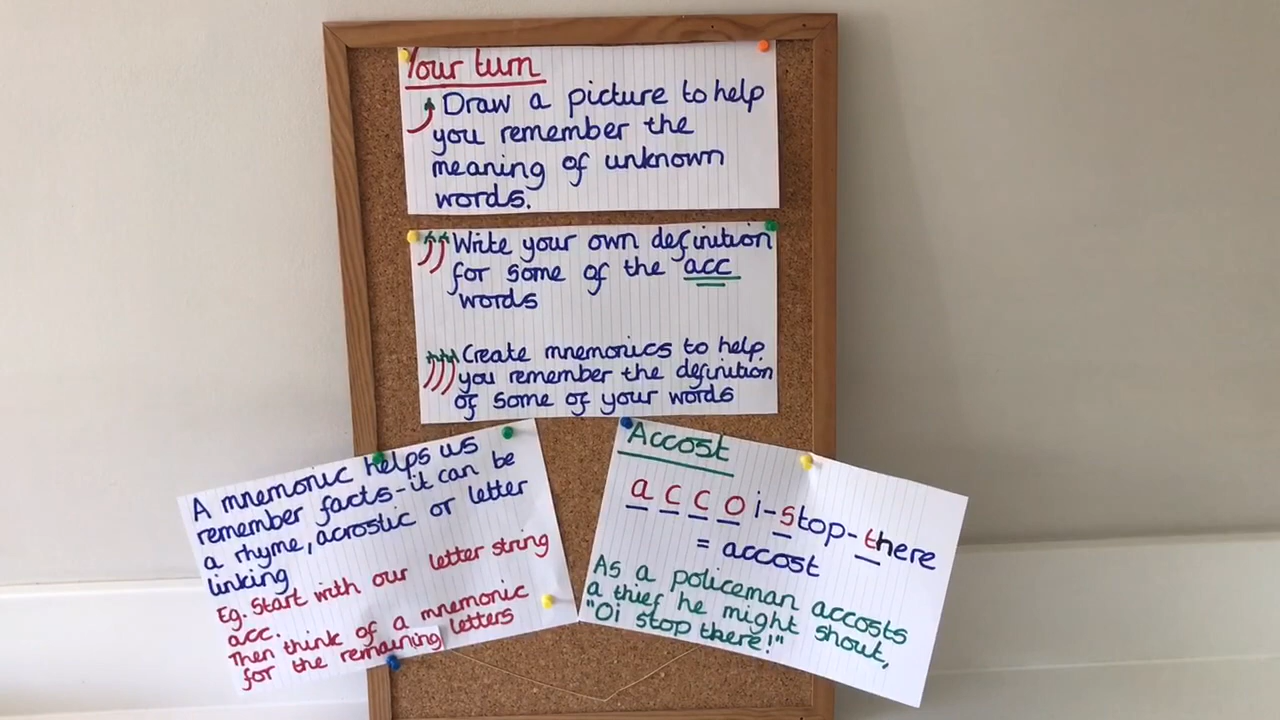 Your turn
Draw a picture to help
you remember the
meaning of unknown
words.
Write your own definition
for some of the acc
words
Create mnemonics to help
you remember the definition
of some of your words
A mnemonic helps us
remember facts-it can be
a rhyme, acrostic or letter
linking
Eg. Start with our letter string
acc.
Then think of a mnemonic
for the remaining letters
Accost
a c c o i-stop-there
= accost
As a policeman accosts
a thief he might shout,
"Oi stop there!"